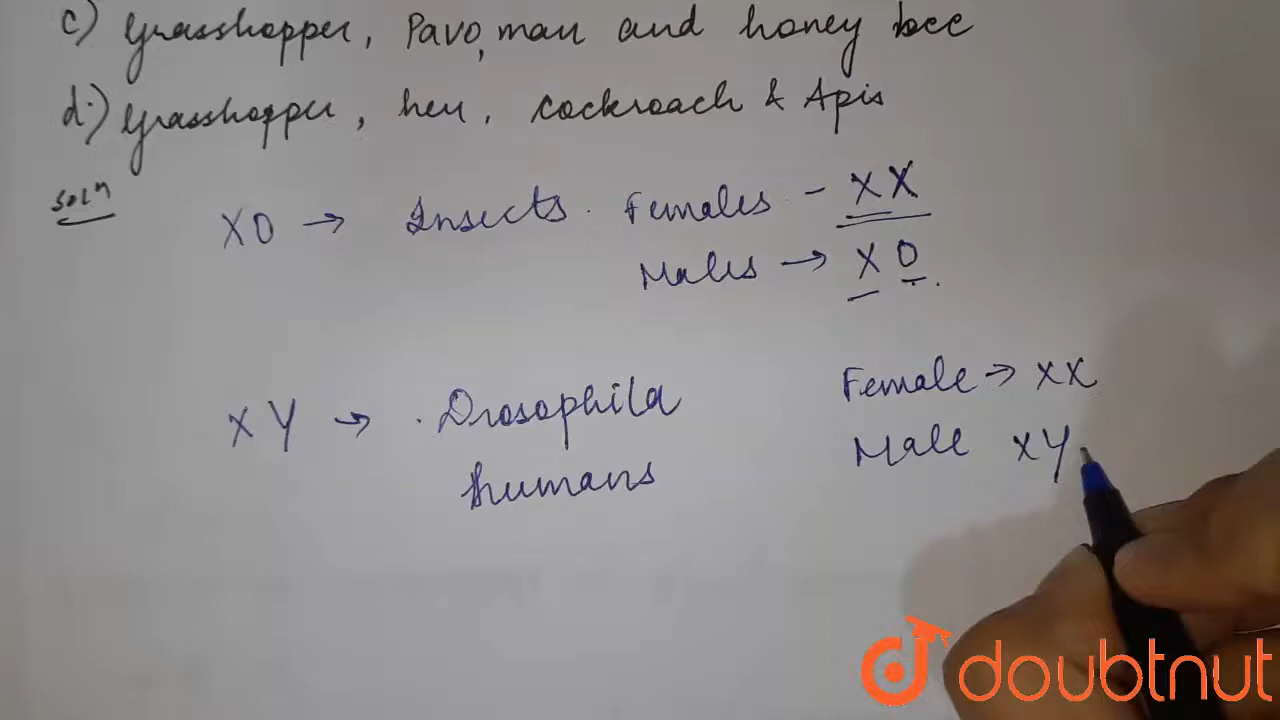 c) Grasshopper, Pavo, man and honey bee
d.) Grasshopper, hen, cockroach & Apis
Solⁿ
XO → Insects. Females - XX
Males → XO.
XY → Drosophila
humans
Female → XX
Male XY
doubtnut